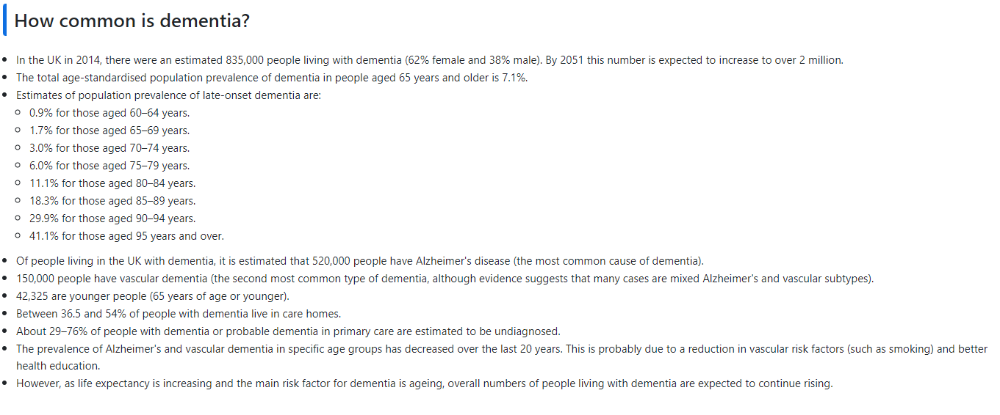 How common is dementia?
• In the UK in 2014, there were an estimated 835,000 people living with dementia (62% female and 38% male). By 2051 this number is expected to increase to over 2 million.
• The total age-standardised population prevalence of dementia in people aged 65 years and older is 7.1%.
• Estimates of population prevalence of late-onset dementia are:
○ 0.9% for those aged 60–64 years.
○ 1.7% for those aged 65–69 years.
○ 3.0% for those aged 70–74 years.
○ 6.0% for those aged 75–79 years.
○ 11.1% for those aged 80–84 years.
○ 18.3% for those aged 85–89 years.
○ 29.9% for those aged 90–94 years.
○ 41.1% for those aged 95 years and over.
• Of people living in the UK with dementia, it is estimated that 520,000 people have Alzheimer's disease (the most common cause of dementia).
• 150,000 people have vascular dementia (the second most common type of dementia, although evidence suggests that many cases are mixed Alzheimer's and vascular subtypes).
• 42,325 are younger people (65 years of age or younger).
• Between 36.5 and 54% of people with dementia live in care homes.
• About 29–76% of people with dementia or probable dementia in primary care are estimated to be undiagnosed.
• The prevalence of Alzheimer's and vascular dementia in specific age groups has decreased over the last 20 years. This is probably due to a reduction in vascular risk factors (such as smoking) and better
health education.
• However, as life expectancy is increasing and the main risk factor for dementia is ageing, overall numbers of people living with dementia are expected to continue rising.